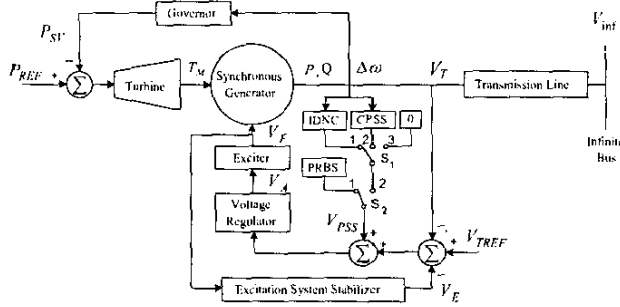 Governor
P_SV
V_inf
P_REF
+
-
Σ
Turbine
T_M
Synchronous
Generator
P,Q
Δω
V_T
Transmission Line
IDNC
CPSS
0
V_F
Exciter
1
2
3
S_1
Infinite
Bus
PRBS
V_A
1
2
S_2
Voltage
Regulator
V_PSS
+
+
Σ
-
+
Σ
V_TREF
-
V_E
Excitation System Stabilizer